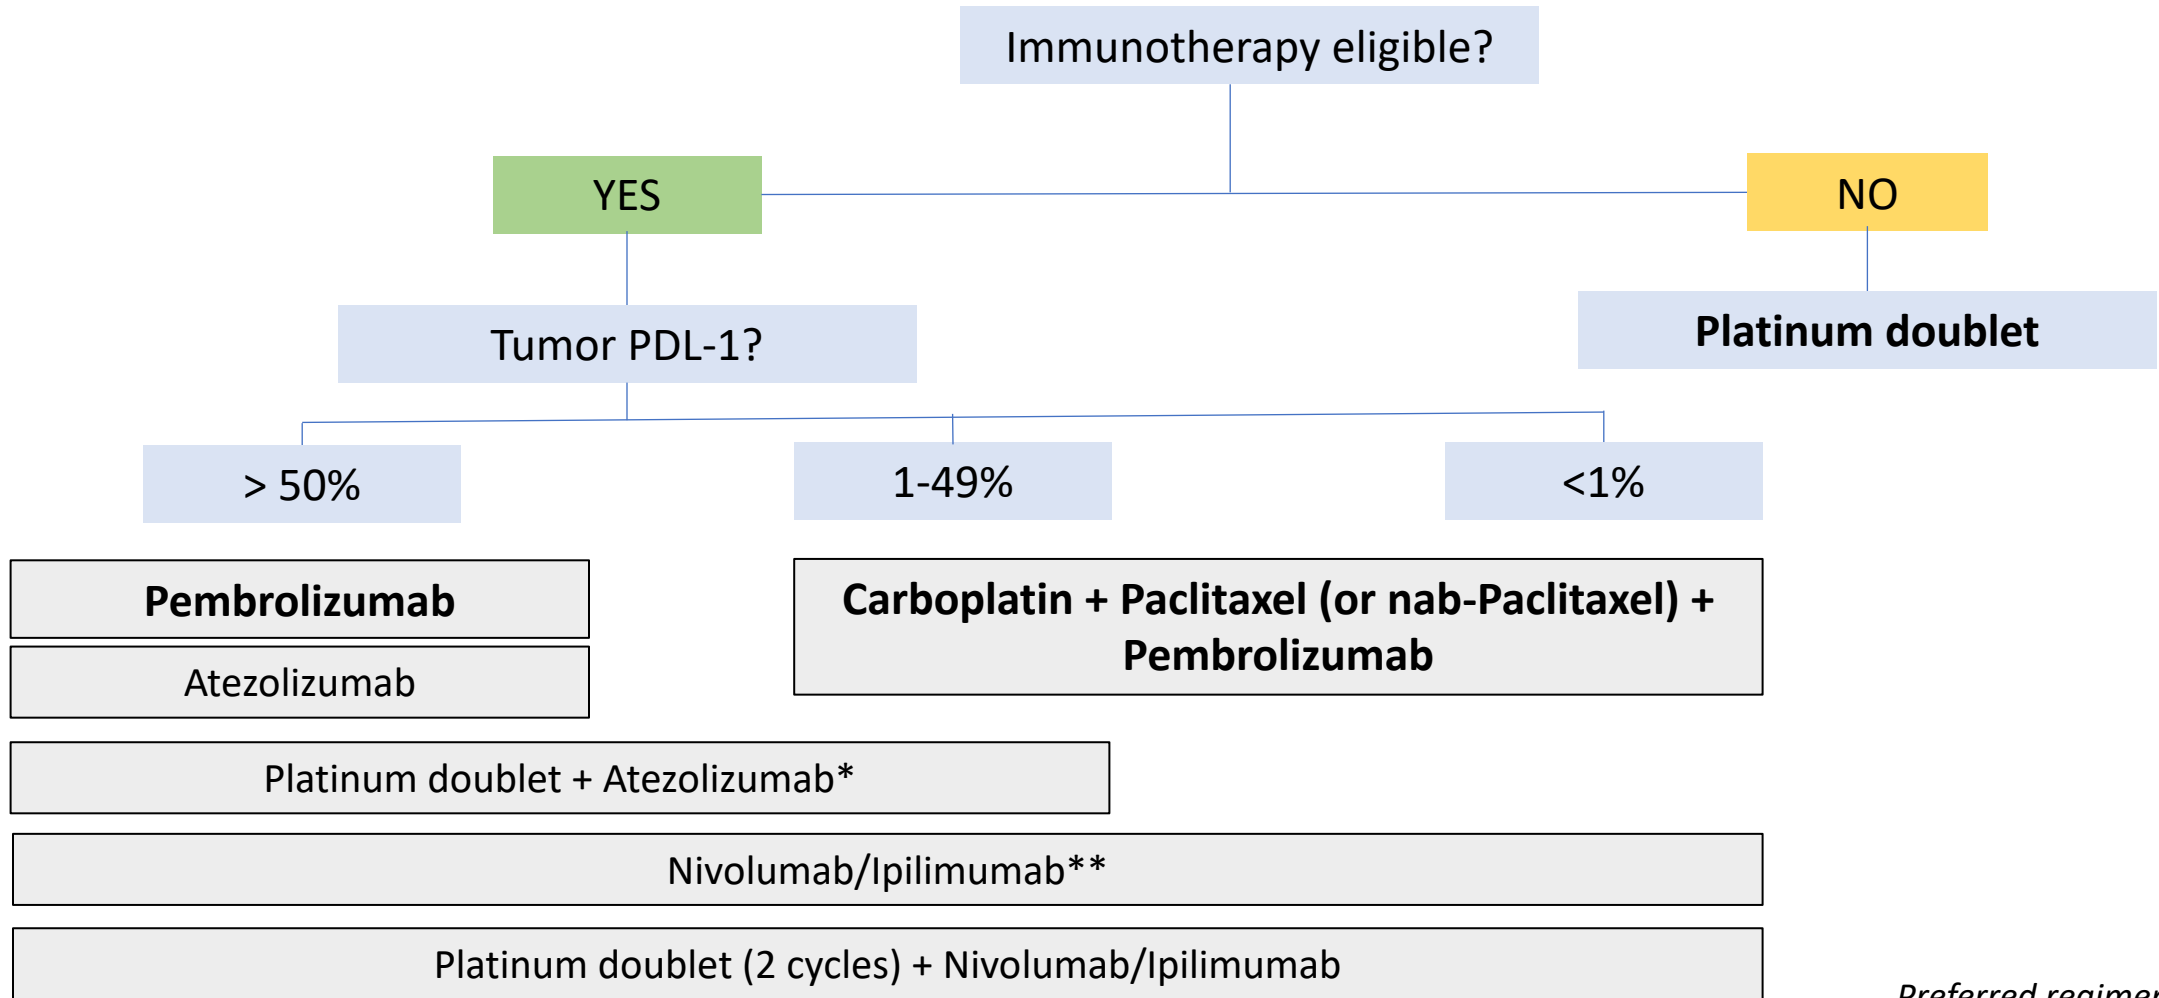 Immunotherapy eligible?
YES
NO
Tumor PDL-1?
Platinum doublet
> 50%
1-49%
<1%
Pembrolizumab
Atezolizumab
Carboplatin + Paclitaxel (or nab-Paclitaxel) +
Pembrolizumab
Platinum doublet + Atezolizumab*
Nivolumab/Ipilimumab**
Platinum doublet (2 cycles) + Nivolumab/Ipilimumab
Preferred